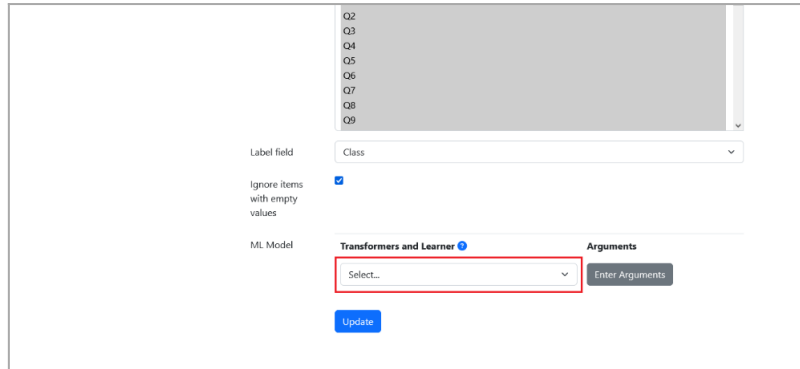 Q2
Q3
Q4
Q5
Q6
Q7
Q8
Q9
Label field
Class
Ignore items
with empty
values
ML Model
Transformers and Learner ?
Arguments
Select...
Enter Arguments
Update